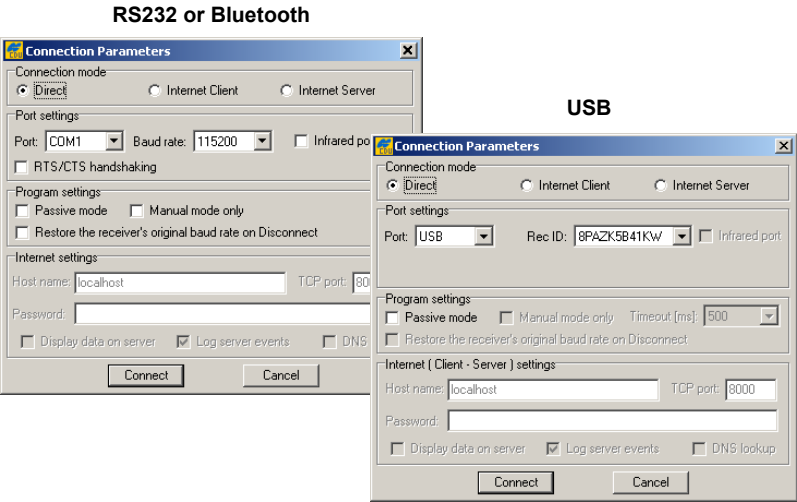 RS232 or Bluetooth
Connection Parameters
Connection mode
Direct Internet Client Internet Server
Port settings
Port: COM1 Baud rate: 115200 Infrared po
RTS/CTS handshaking
Program settings
Passive mode Manual mode only
Restore the receiver's original baud rate on Disconnect
Internet settings
Host name: localhost TCP port: 80
Password:
Display data on server Log server events DNS
Connect Cancel
USB
Connection Parameters
Connection mode
Direct Internet Client Internet Server
Port settings
Port: USB Rec ID: 8PAZK5B41KW Infrared port
Program settings
Passive mode Manual mode only Timeout [ms]: 500
Restore the receiver's original baud rate on Disconnect
Internet ( Client - Server ) settings
Host name: localhost TCP port: 8000
Password:
Display data on server Log server events DNS lookup
Connect Cancel